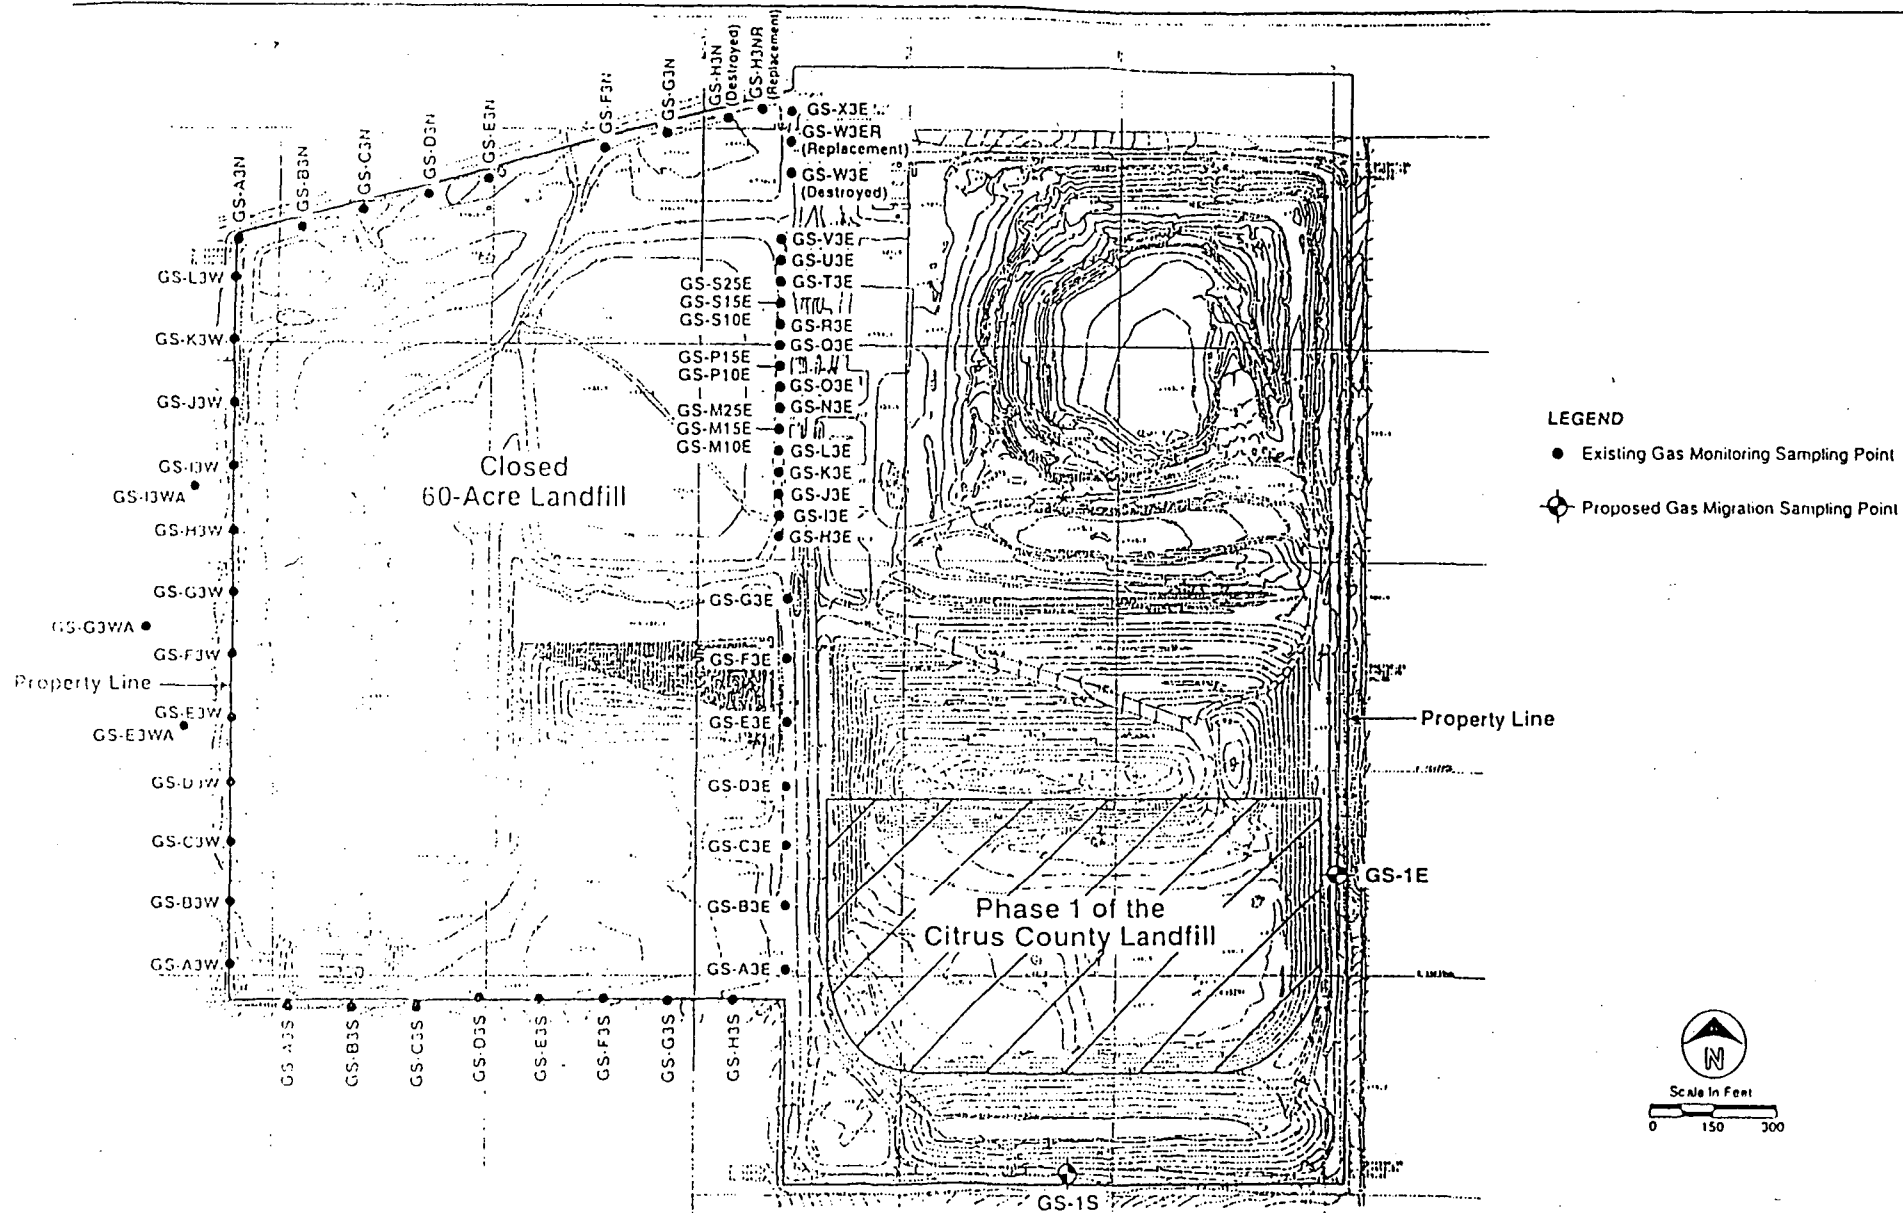 GS-A3N
GS-B3N
GS-C3N
GS-D3N
GS-E3N
GS-F3N
GS-G3N
GS-H3N
(Destroyed)
GS-H3NR
(Replacement)
GS-X3E
GS-W3ER
(Replacement)
GS-W3E
(Destroyed)
GS-V3E
GS-U3E
GS-T3E
GS-S25E
GS-S15E
GS-S10E
GS-R3E
GS-O3E
GS-P15E
GS-P10E
GS-O3E
GS-N3E
GS-M25E
GS-M15E
GS-M10E
GS-L3E
GS-K3E
GS-J3E
GS-I3E
GS-H3E
GS-G3E
GS-F3E
GS-E3E
GS-D3E
GS-C3E
GS-B3E
GS-A3E
GS-L3W
GS-K3W
GS-J3W
GS-I3W
GS-I3WA
GS-H3W
GS-G3W
GS-G3WA
GS-F3W
Property Line
GS-E3W
GS-E3WA
GS-D3W
GS-C3W
GS-B3W
GS-A3W
Closed
60-Acre Landfill
GS-A3S
GS-B3S
GS-C3S
GS-D3S
GS-E3S
GS-F3S
GS-G3S
GS-H3S
Phase 1 of the
Citrus County Landfill
GS-1E
GS-1S
Property Line
LEGEND
Existing Gas Monitoring Sampling Point
Proposed Gas Migration Sampling Point
N
Scale In Feet
0 150 300